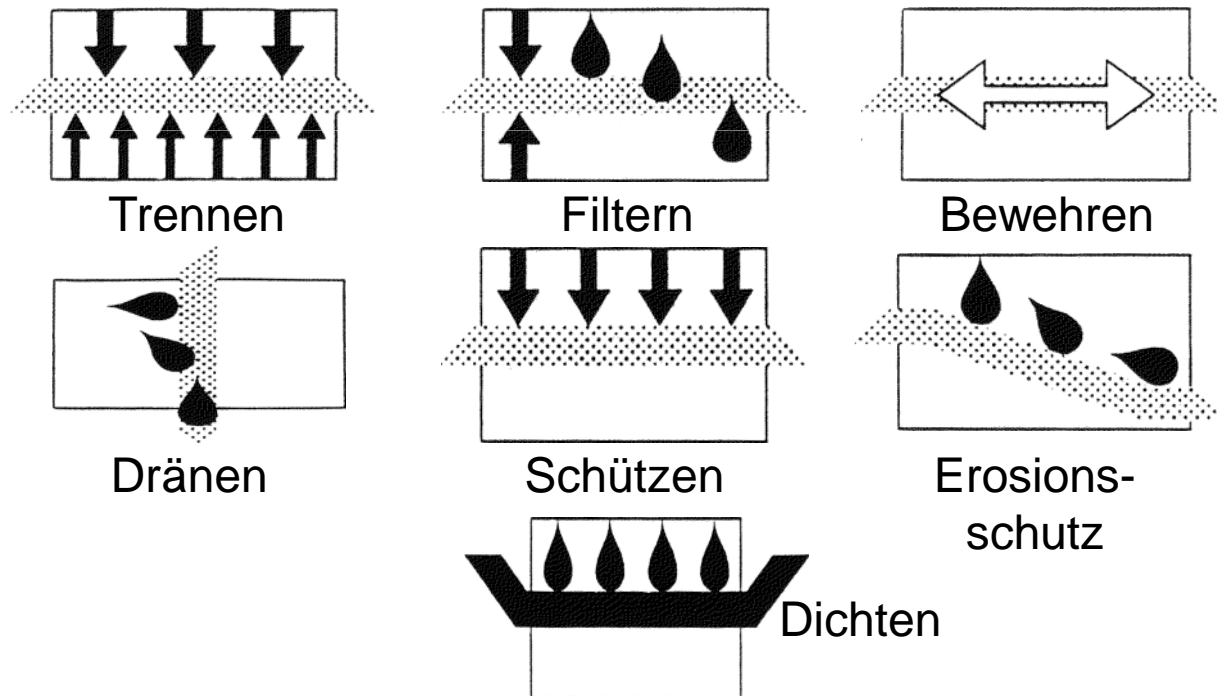 Trennen
Filtern
Bewehren
Dränen
Schützen
Erosions-
schutz
Dichten